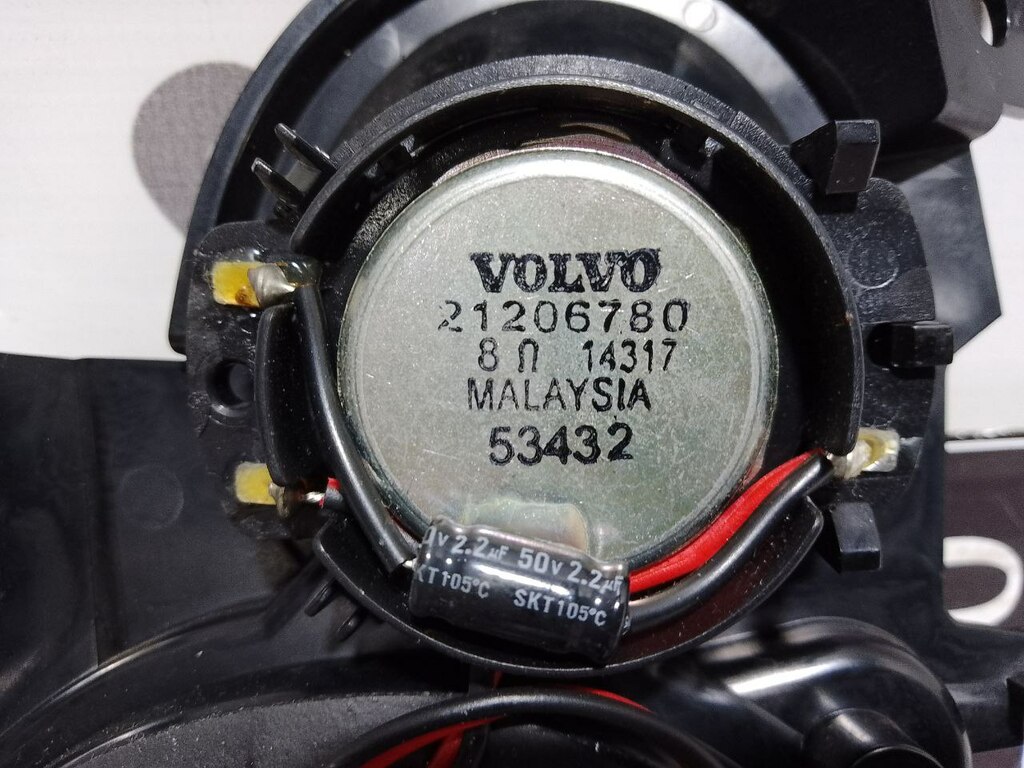 VOLVO
21206780
8 Ω 14317
MALAYSIA
53432
V 2.2µF 50V 2.2µF
KT105°C SKT105°C